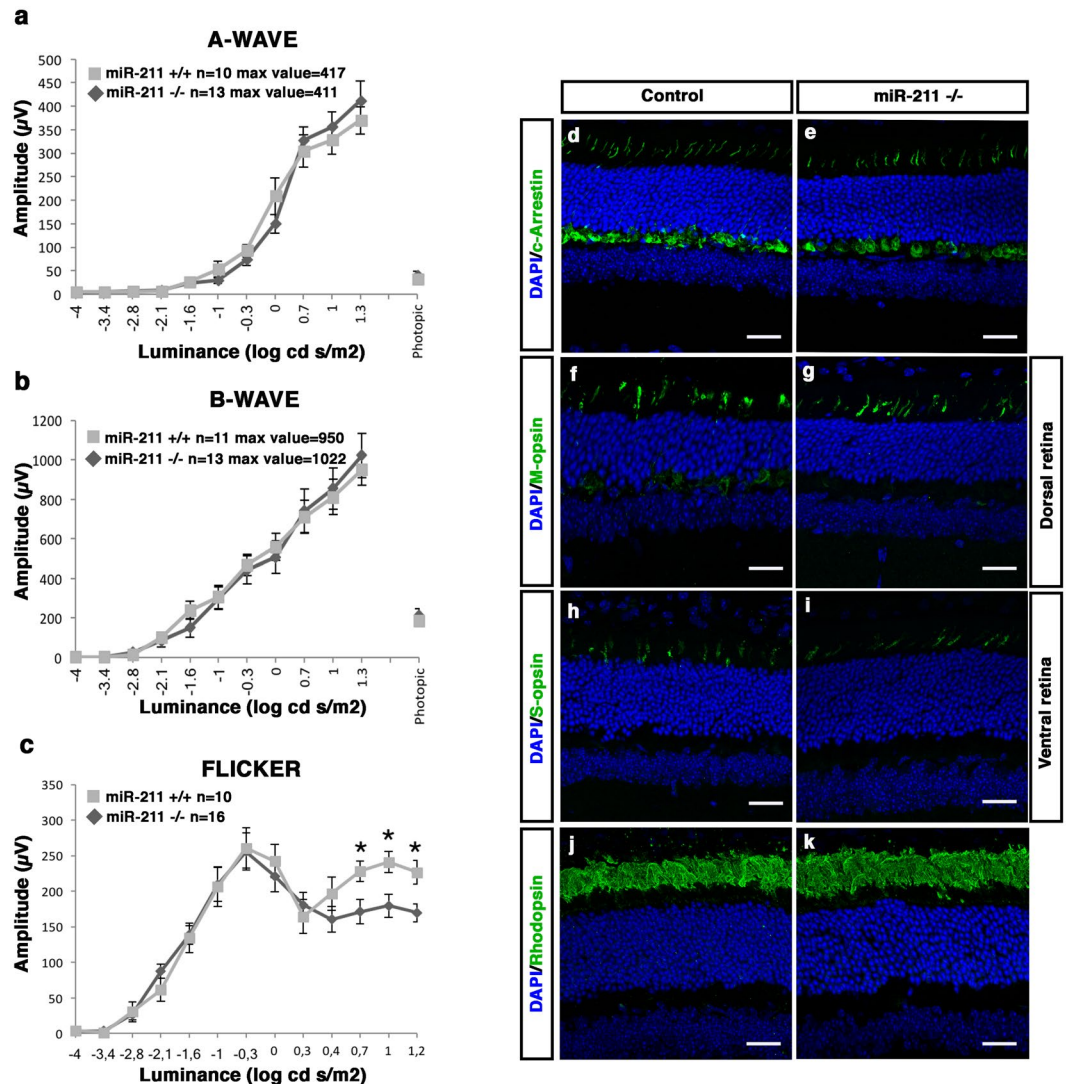 a
A-WAVE
miR-211 +/+ n=10 max value=417
miR-211 -/- n=13 max value=411
Amplitude (µV)
500
450
400
350
300
250
200
150
100
50
0
-4 -3.4 -2.8 -2.1 -1.6 -1 -0.3 0 0.7 1 1.3 Photopic
Luminance (log cd s/m2)
b
B-WAVE
miR-211 +/+ n=11 max value=950
miR-211 -/- n=13 max value=1022
Amplitude (µV)
1200
1000
800
600
400
200
0
-4 -3.4 -2.8 -2.1 -1.6 -1 -0.3 0 0.7 1 1.3 Photopic
Luminance (log cd s/m2)
c
FLICKER
miR-211 +/+ n=10
miR-211 -/- n=16
Amplitude (µV)
350
300
250
200
150
100
50
0
* * *
-4 -3,4 -2,8 -2,1 -1,6 -1 -0,3 0 0,3 0,4 0,7 1 1,2
Luminance (log cd s/m2)
Control
miR-211 -/-
DAPI/c-Arrestin
d
e
DAPI/M-opsin
f
g
Dorsal retina
DAPI/S-opsin
h
i
Ventral retina
DAPI/Rhodopsin
j
k